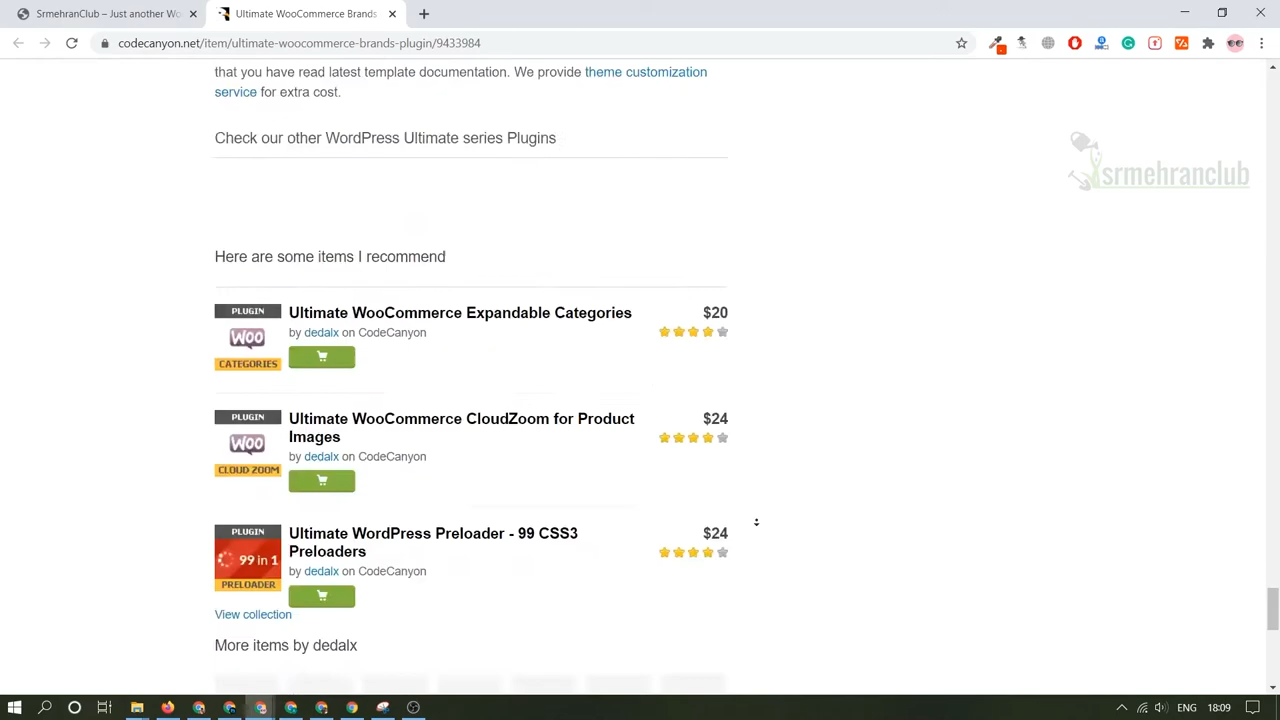 SrmehranClub – Just another Wo
Ultimate WooCommerce Brands
codecanyon.net/item/ultimate-woocommerce-brands-plugin/9433984
that you have read latest template documentation. We provide theme customization
service for extra cost.
Check our other WordPress Ultimate series Plugins
srmehranclub
Here are some items I recommend
PLUGIN
WOO
CATEGORIES
Ultimate WooCommerce Expandable Categories
$20
by dedalx on CodeCanyon
PLUGIN
WOO
CLOUD ZOOM
Ultimate WooCommerce CloudZoom for Product
Images
$24
by dedalx on CodeCanyon
PLUGIN
99 in 1
PRELOADER
Ultimate WordPress Preloader - 99 CSS3
Preloaders
$24
by dedalx on CodeCanyon
View collection
More items by dedalx
ENG
18:09